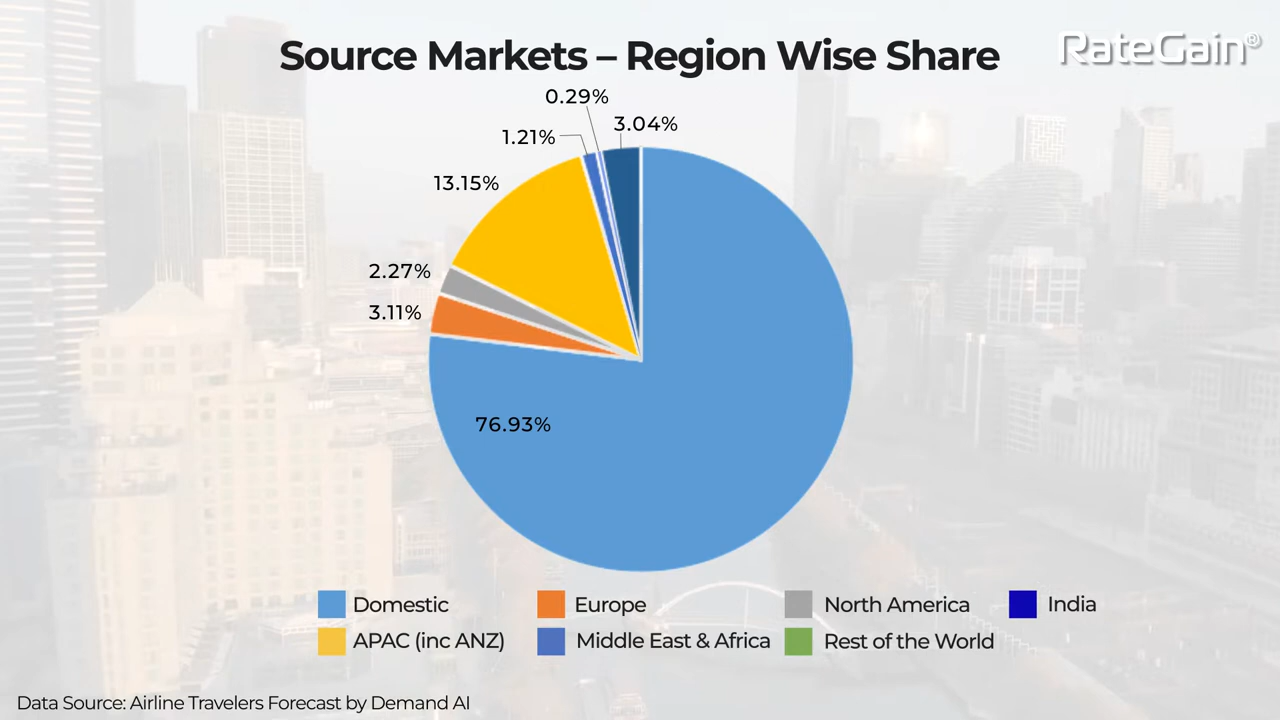 Source Markets – Region Wise Share
RateGain®
0.29%
3.04%
1.21%
13.15%
2.27%
3.11%
76.93%
Domestic
Europe
North America
India
APAC (inc ANZ)
Middle East & Africa
Rest of the World
Data Source: Airline Travelers Forecast by Demand AI